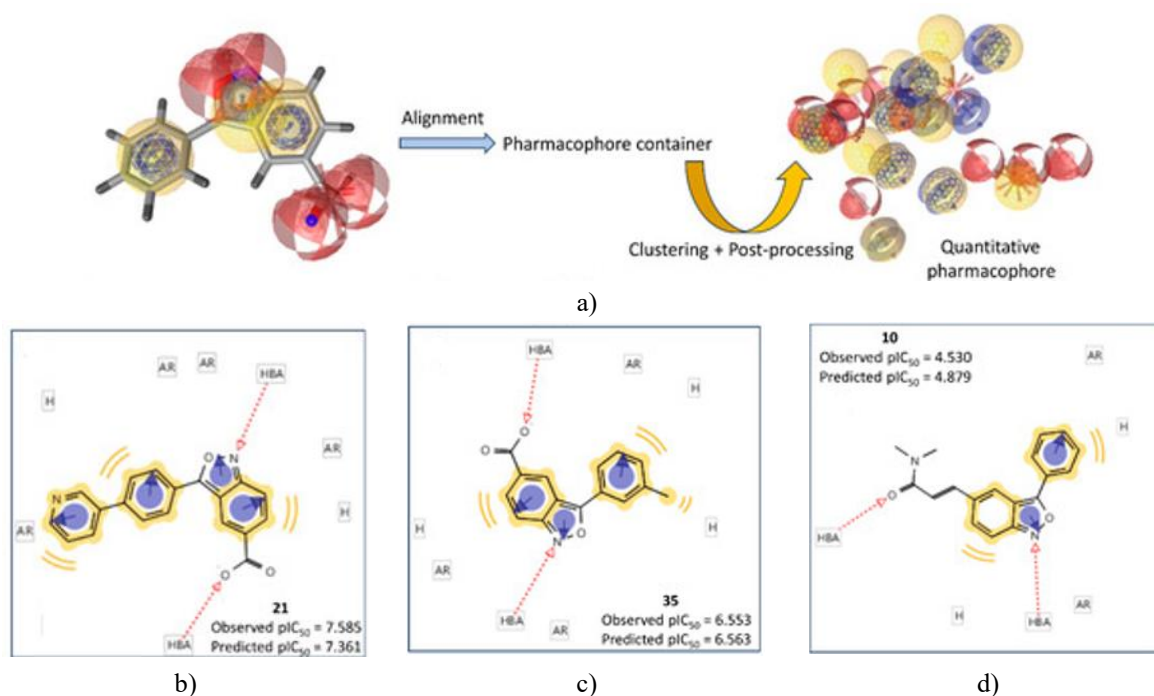 Alignment
Pharmacophore container
Clustering + Post-processing
Quantitative
pharmacophore
a)
AR
AR
HBA
H
AR
O
N
N
H
AR
O
O
21
Observed pIC50 = 7.585
HBA
Predicted pIC50 = 7.361
b)
HBA
AR
H
O
O
H
O
N
AR
HBA
AR
35
Observed pIC50 = 6.553
Predicted pIC50 = 6.563
c)
10
Observed pIC50 = 4.530
Predicted pIC50 = 4.879
AR
H
N
O
O
N
HBA
H
HBA
AR
d)